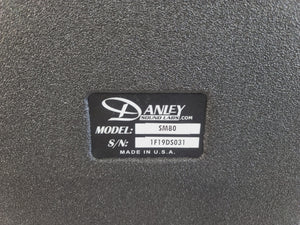 DANLEY
SOUND LABS.COM
MODEL: SM80
S/N: 1F19DS031
MADE IN U.S.A.